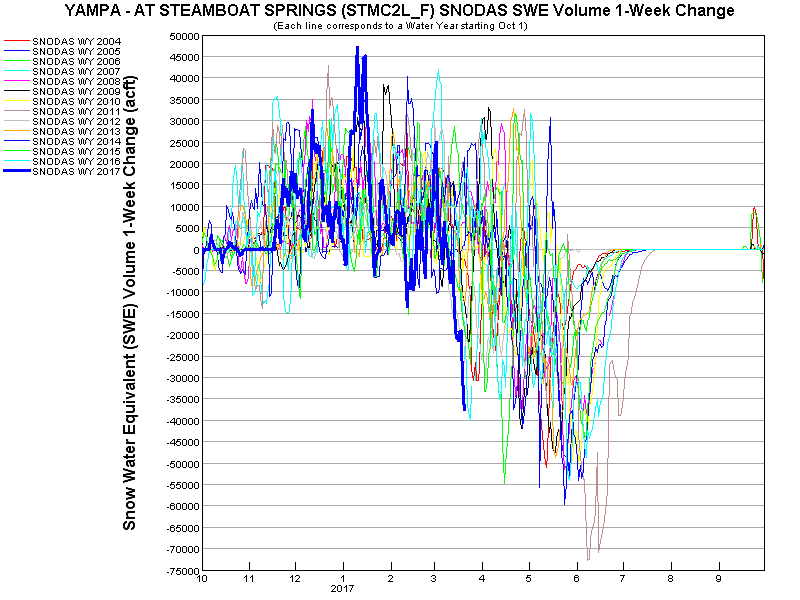 YAMPA - AT STEAMBOAT SPRINGS (STMC2L_F) SNODAS SWE Volume 1-Week Change
(Each line corresponds to a Water Year starting Oct 1)
SNODAS WY 2004
SNODAS WY 2005
SNODAS WY 2006
SNODAS WY 2007
SNODAS WY 2008
SNODAS WY 2009
SNODAS WY 2010
SNODAS WY 2011
SNODAS WY 2012
SNODAS WY 2013
SNODAS WY 2014
SNODAS WY 2015
SNODAS WY 2016
SNODAS WY 2017
Snow Water Equivalent (SWE) Volume 1-Week Change (acft)
50000
45000
40000
35000
30000
25000
20000
15000
10000
5000
0
-5000
-10000
-15000
-20000
-25000
-30000
-35000
-40000
-45000
-50000
-55000
-60000
-65000
-70000
-75000
10 11 12 1 2 3 4 5 6 7 8 9
2017